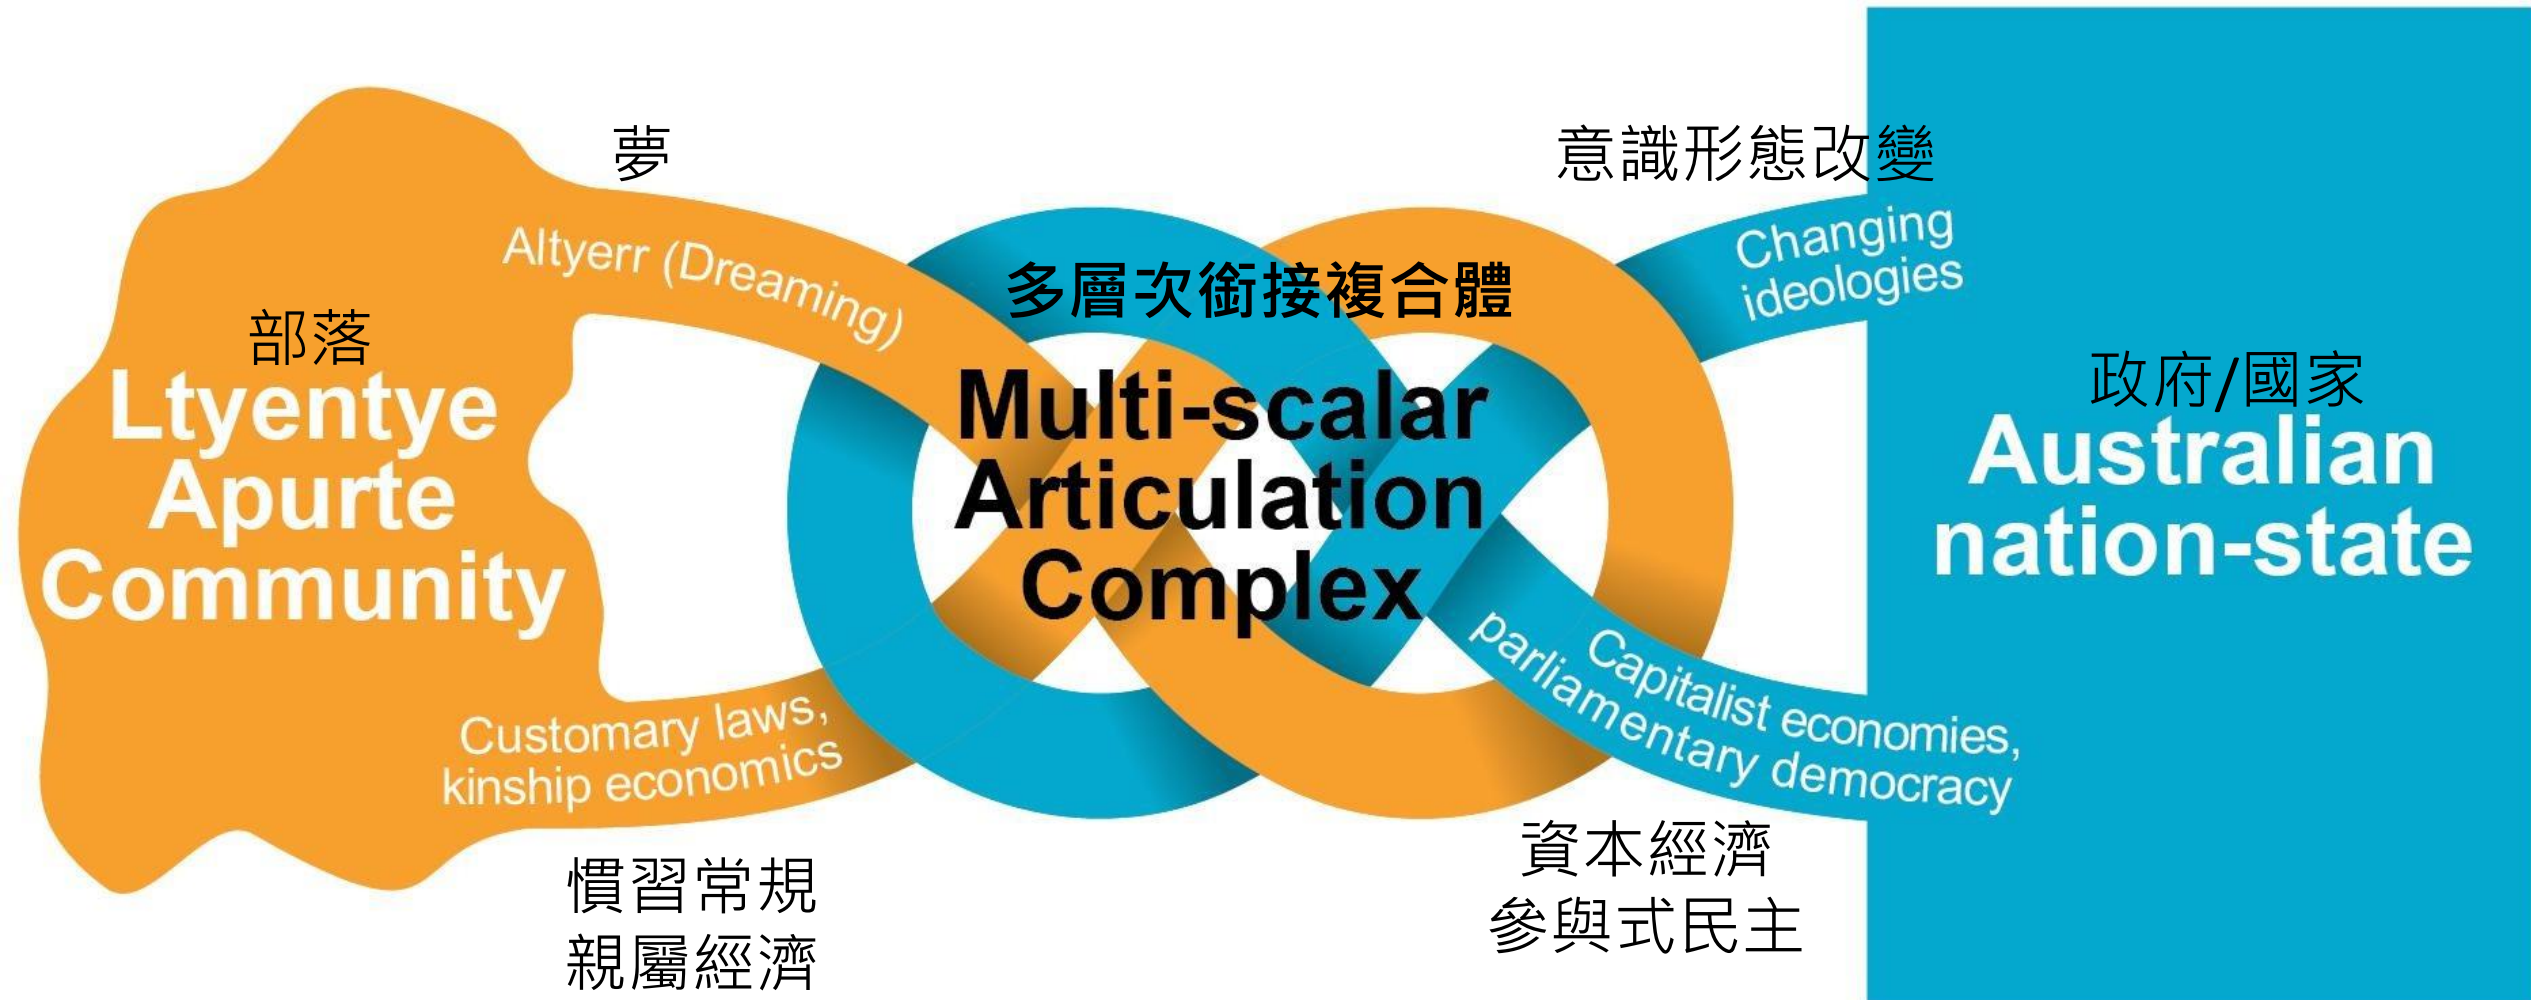 夢
Altyerr (Dreaming)
部落
Ltyentye
Apurte
Community
Customary laws,
kinship economics
慣習常規
親屬經濟
多層次銜接複合體
Multi-scalar
Articulation
Complex
意識形態改變
Changing
ideologies
政府/國家
Australian
nation-state
Capitalist economies,
parliamentary democracy
資本經濟
參與式民主